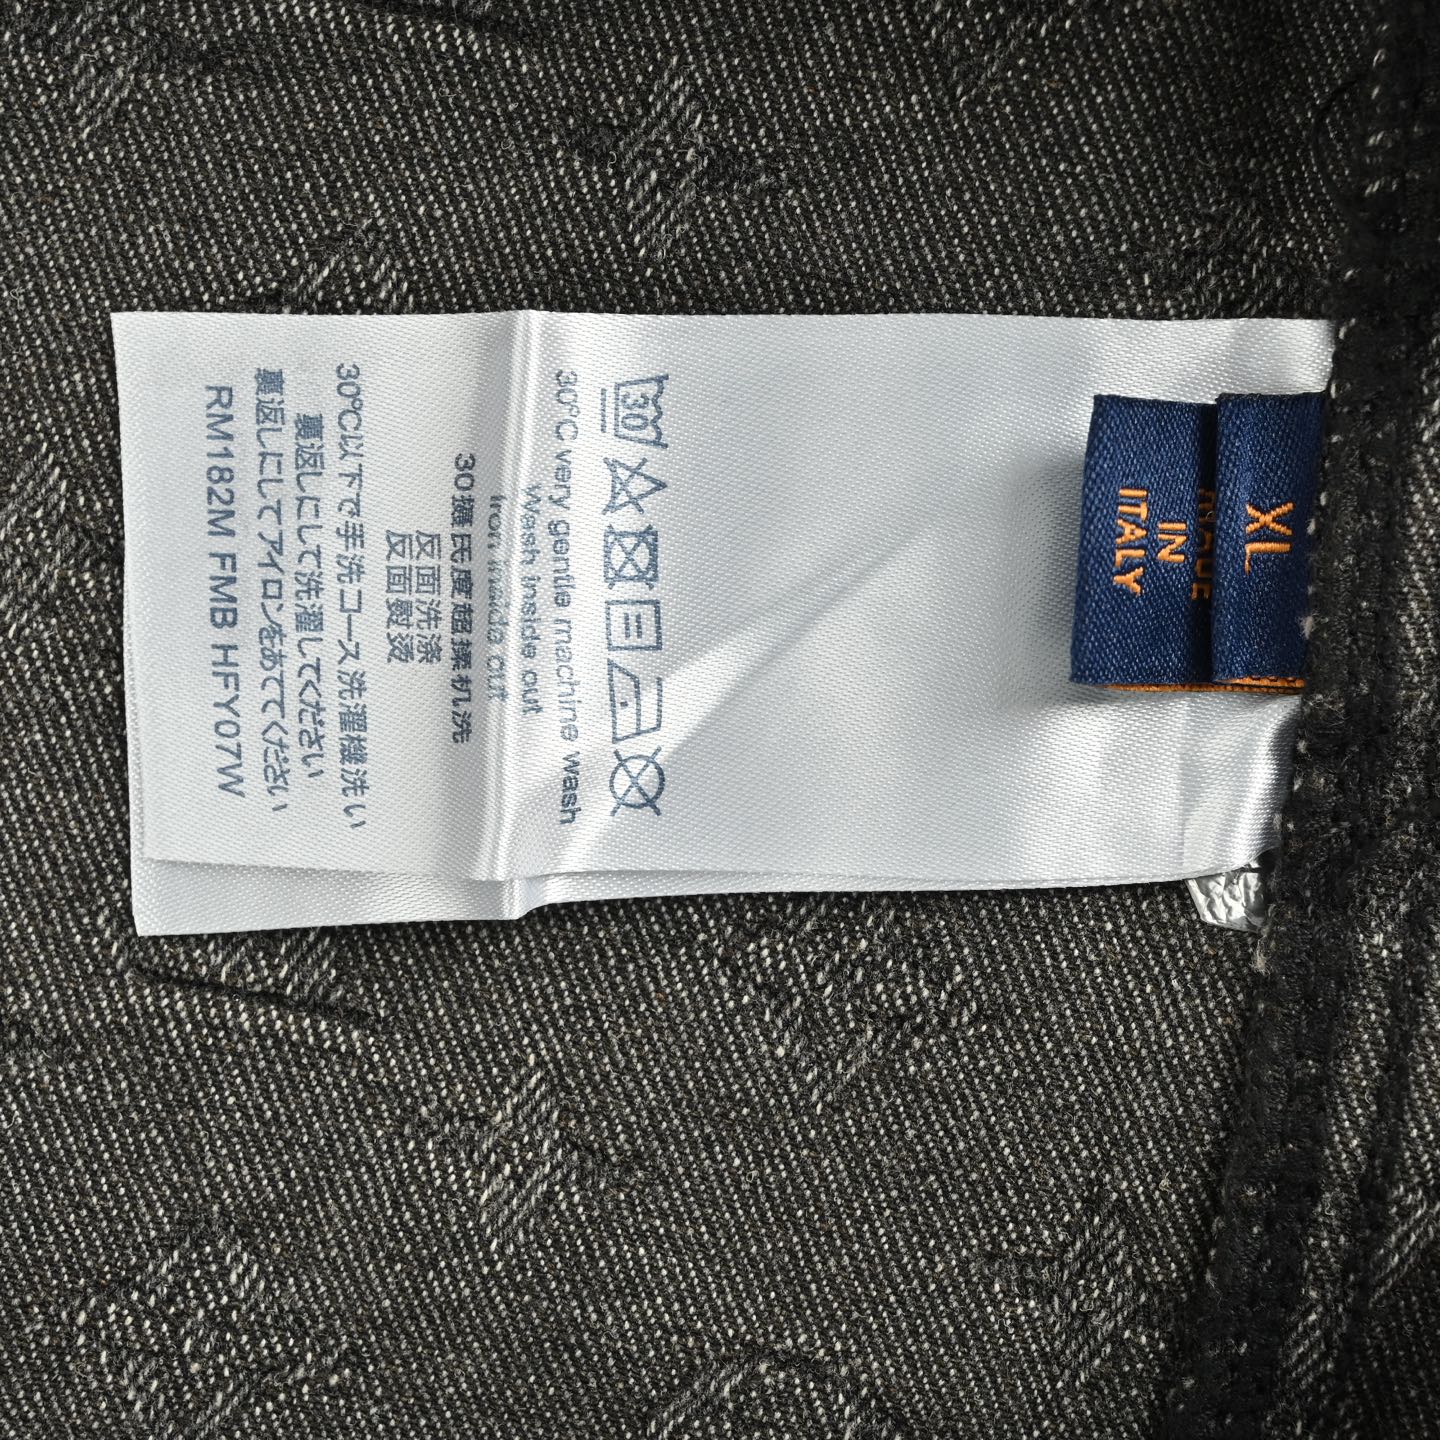 XL
MADE
IN
ITALY
30
30°C very gentle machine wash
Wash inside out
Iron inside out
30攝氏度超揉机洗
反面洗滌
反面熨燙
30℃以下で手洗コース洗濯機洗い
裏返しにして洗濯してください
裏返しにしてアイロンをあててください
RM182M FMB HFY07W